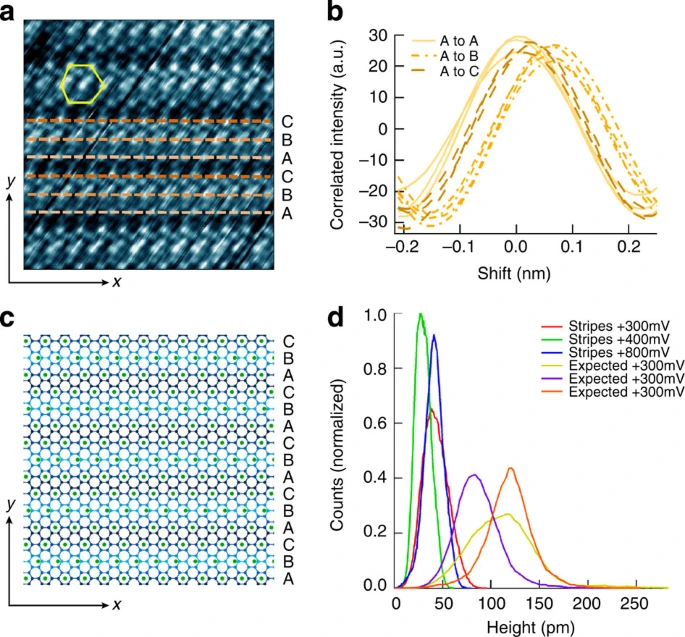 a
C
B
A
C
B
A
y
x
b
Correlated intensity (a.u.)
30
20
10
0
−10
−20
−30
A to A
A to B
A to C
−0.2
−0.1
0.0
0.1
0.2
Shift (nm)
c
C
B
A
C
B
A
C
B
A
C
B
A
C
B
A
y
x
d
Counts (normalized)
1.0
0.8
0.6
0.4
0.2
0.0
Stripes +300mV
Stripes +400mV
Stripes +800mV
Expected +300mV
Expected +300mV
Expected +300mV
0
50
100
150
200
250
Height (pm)